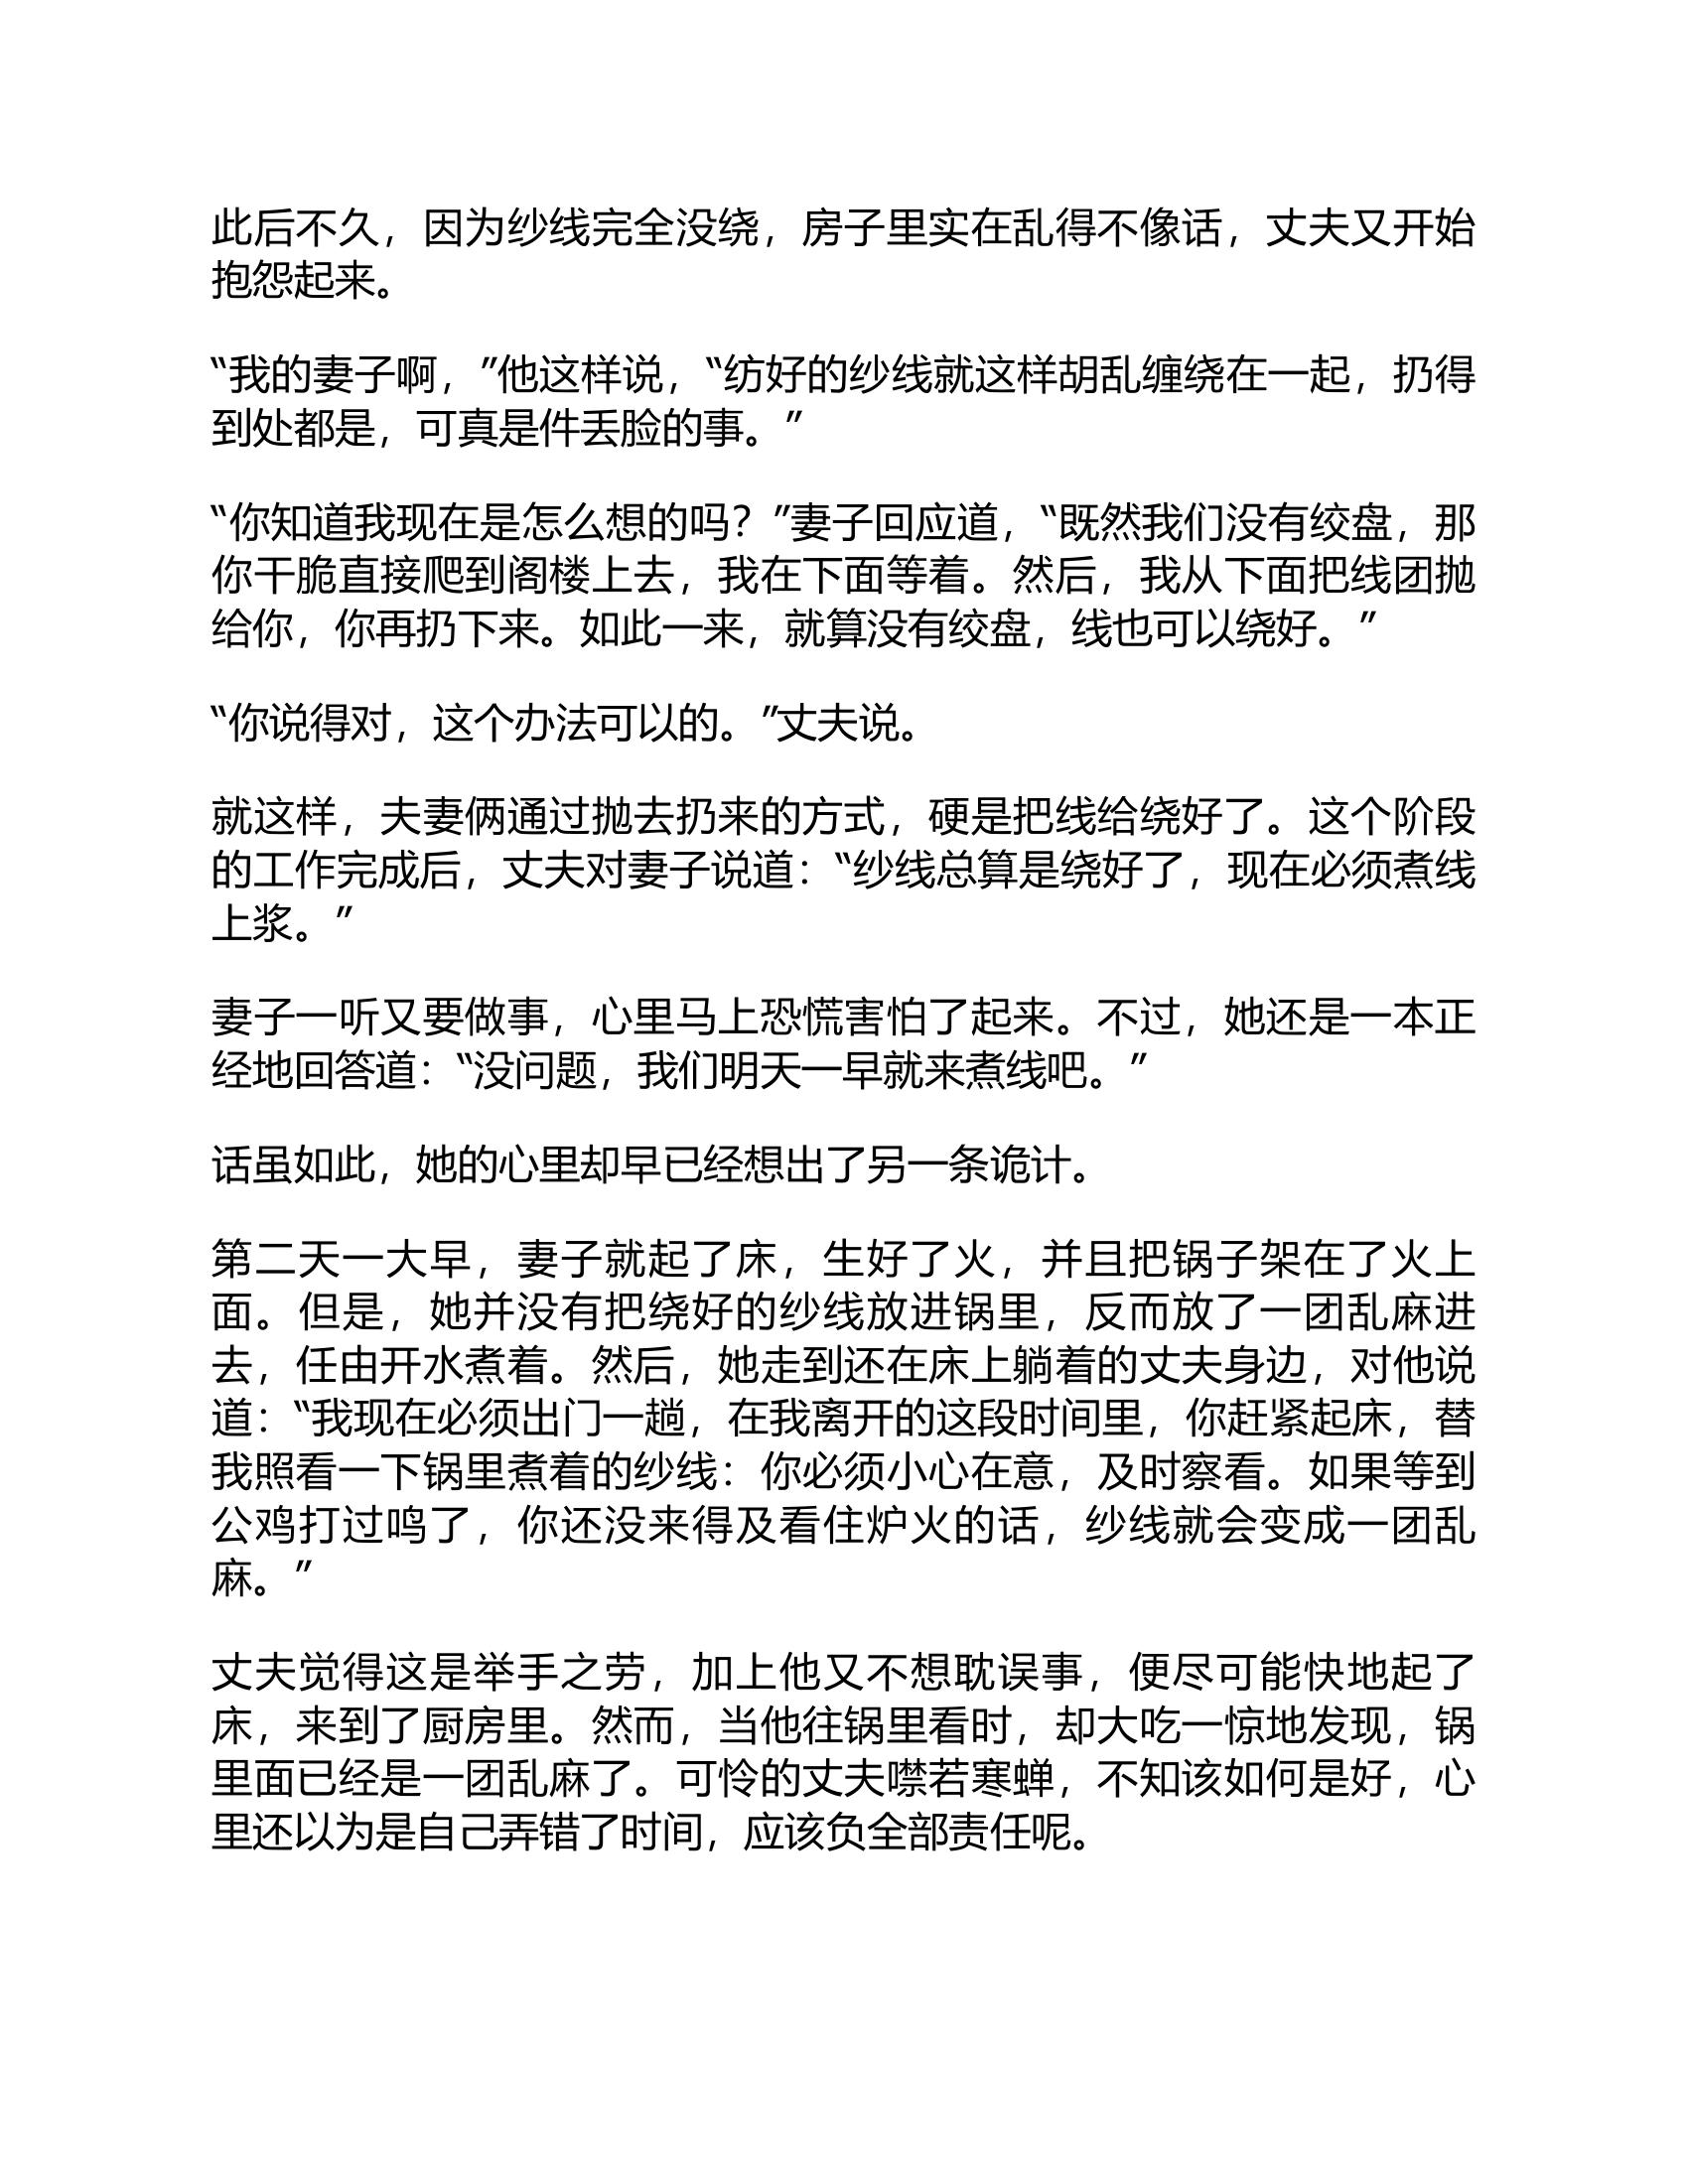 此后不久，因为纱线完全没绕，房子里实在乱得不像话，丈夫又开始
抱怨起来。
“我的妻子啊，”他这样说，“纺好的纱线就这样胡乱缠绕在一起，扔得
到处都是，可真是件丢脸的事。”
“你知道我现在是怎么想的吗？”妻子回应道，“既然我们没有绞盘，那
你干脆直接爬到阁楼上去，我在下面等着。然后，我从下面把线团抛
给你，你再扔下来。如此一来，就算没有绞盘，线也可以绕好。”
“你说得对，这个办法可以的。”丈夫说。
就这样，夫妻俩通过抛去扔来的方式，硬是把线给绕好了。这个阶段
的工作完成后，丈夫对妻子说道：“纱线总算是绕好了，现在必须煮线
上浆。”
妻子一听又要做事，心里马上恐慌害怕了起来。不过，她还是一本正
经地回答道：“没问题，我们明天一早就来煮线吧。”
话虽如此，她的心里却早已经想出了另一条诡计。
第二天一大早，妻子就起了床，生好了火，并且把锅子架在了火上
面。但是，她并没有把绕好的纱线放进锅里，反而放了一团乱麻进
去，任由开水煮着。然后，她走到还在床上躺着的丈夫身边，对他说
道：“我现在必须出门一趟，在我离开的这段时间里，你赶紧起床，替
我照看一下锅里煮着的纱线：你必须小心在意，及时察看。如果等到
公鸡打过鸣了，你还没来得及看住炉火的话，纱线就会变成一团乱
麻。”
丈夫觉得这是举手之劳，加上他又不想耽误事，便尽可能快地起了
床，来到了厨房里。然而，当他往锅里看时，却大吃一惊地发现，锅
里面已经是一团乱麻了。可怜的丈夫噤若寒蝉，不知该如何是好，心
里还以为是自己弄错了时间，应该负全部责任呢。